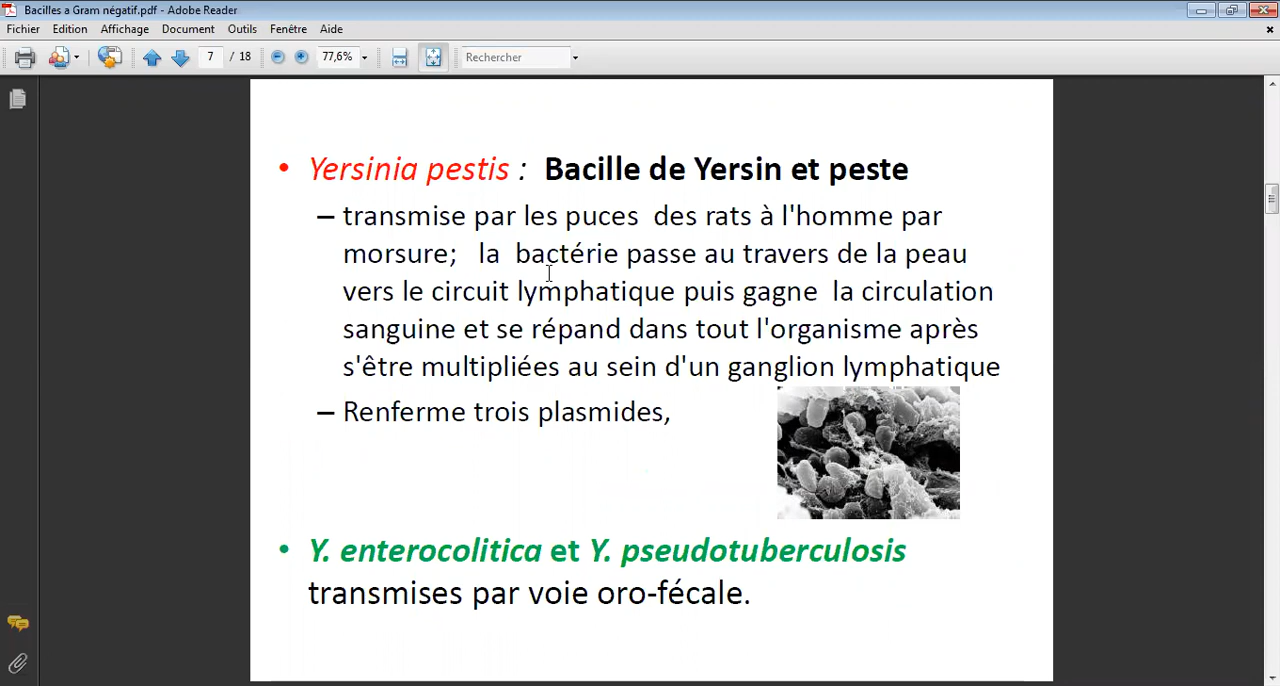 Bacilles a Gram négatif.pdf - Adobe Reader
Fichier Edition Affichage Document Outils Fenêtre Aide
7 / 18 77,6% Rechercher
• Yersinia pestis : Bacille de Yersin et peste
– transmise par les puces des rats à l'homme par
morsure; la bactérie passe au travers de la peau
vers le circuit lymphatique puis gagne la circulation
sanguine et se répand dans tout l'organisme après
s'être multipliées au sein d'un ganglion lymphatique
– Renferme trois plasmides,
• Y. enterocolitica et Y. pseudotuberculosis
transmises par voie oro-fécale.